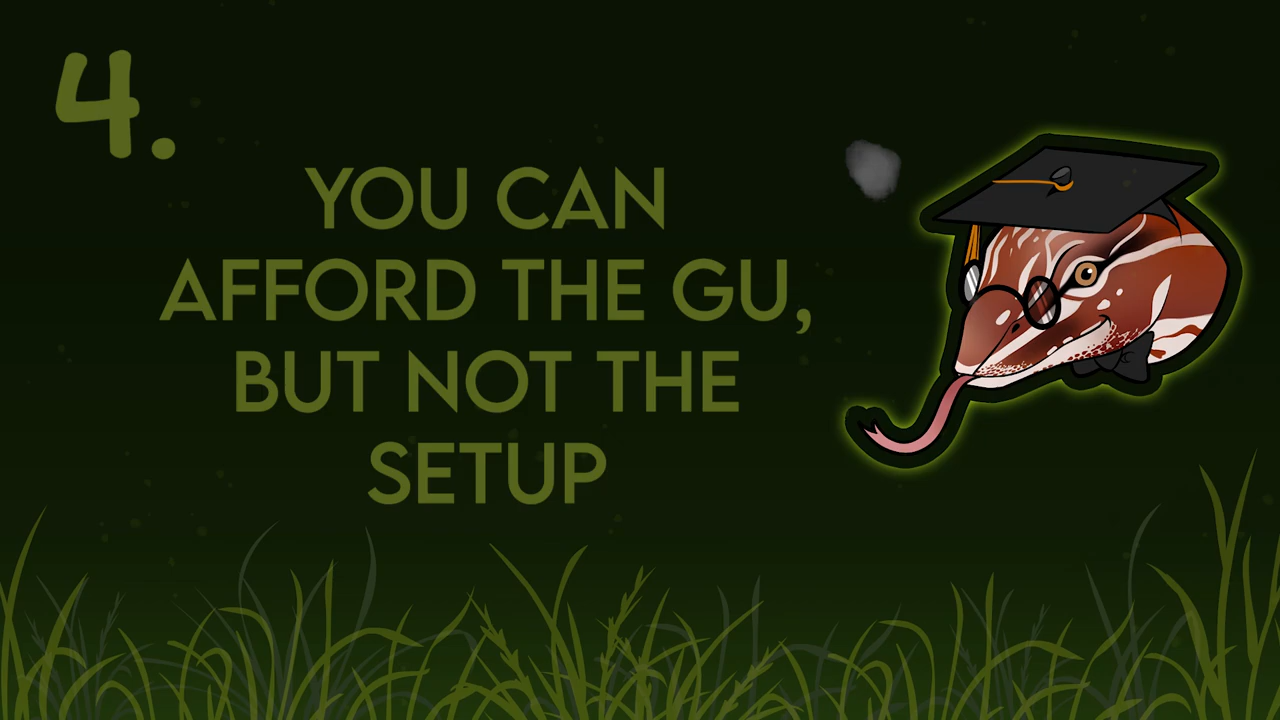 4.
YOU CAN
AFFORD THE GU,
BUT NOT THE
SETUP